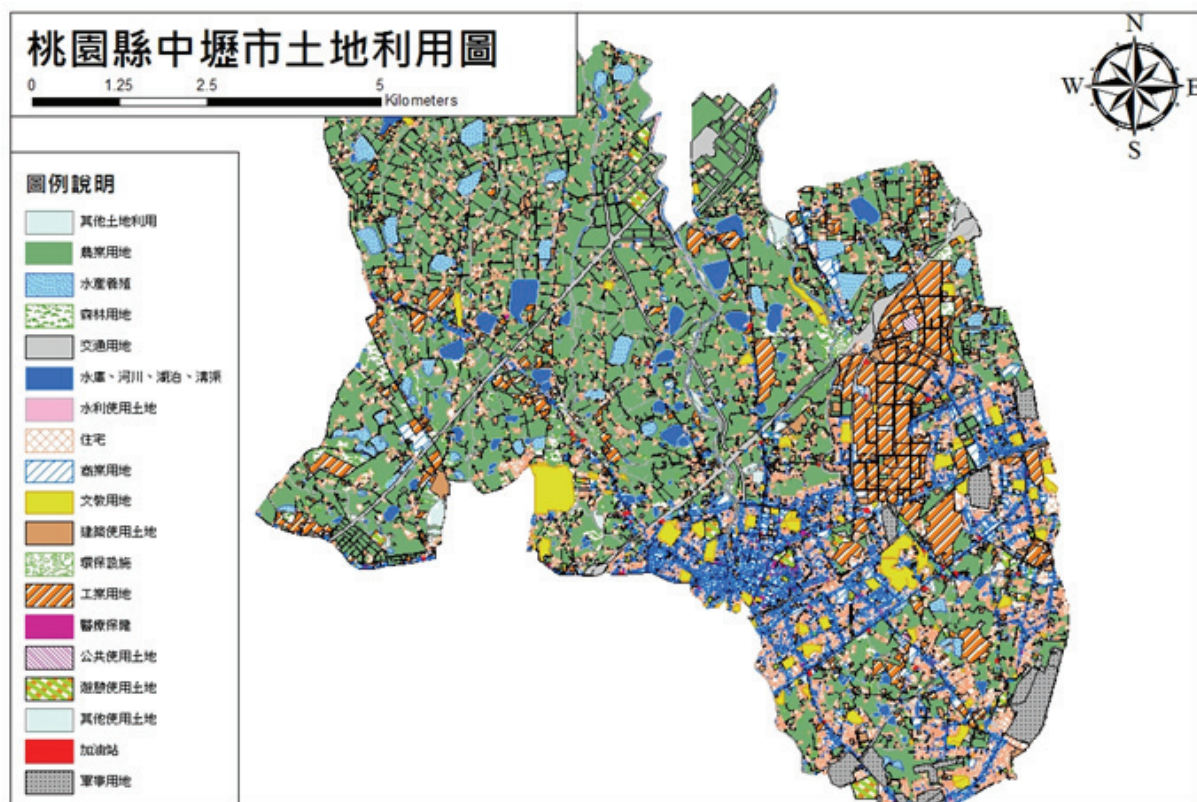 桃園縣中壢市土地利用圖
0 1.25 2.5 5
Kilometers
N
W E
S
圖例說明
其他土地利用
農業用地
水產養殖
森林用地
交通用地
水庫、河川、湖泊、溝渠
水利使用土地
住宅
商業用地
文教用地
建築使用土地
環保設施
工業用地
醫療保健
公共使用土地
遊憩使用土地
其他使用土地
加油站
軍事用地